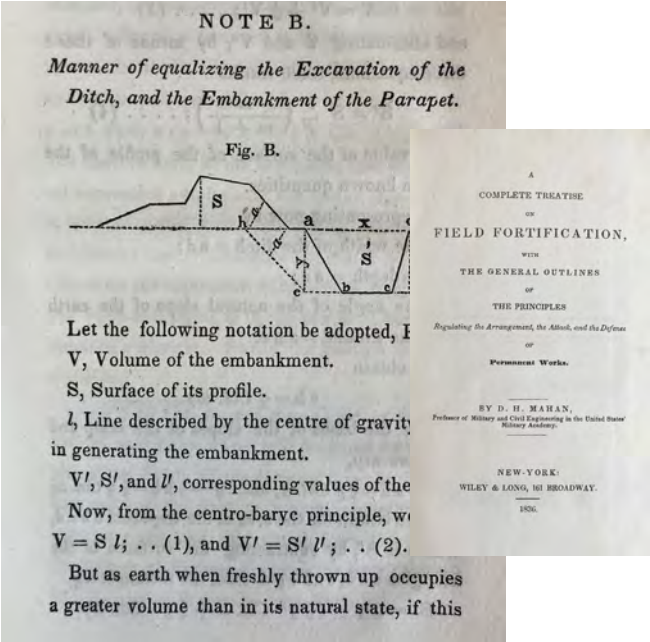 NOTE B.
Manner of equalizing the Excavation of the
Ditch, and the Embankment of the Parapet.
Fig. B.
S
h
a
x
S'
y
e
b
c
Let the following notation be adopted,
V, Volume of the embankment.
S, Surface of its profile.
l, Line described by the centre of gravity
in generating the embankment.
V', S', and l', corresponding values of the
Now, from the centro-baryc principle, we
V = S l; . . (1), and V' = S' l'; . . (2).
But as earth when freshly thrown up occupies
a greater volume than in its natural state, if this
A
COMPLETE TREATISE
ON
FIELD FORTIFICATION,
WITH
THE GENERAL OUTLINES
OF
THE PRINCIPLES
Regulating the Arrangement, the Attack, and the Defence
OF
Permanent Works.
BY D. H. MAHAN,
Professor of Military and Civil Engineering in the United States'
Military Academy.
NEW-YORK:
WILEY & LONG, 161 BROADWAY.
1836.